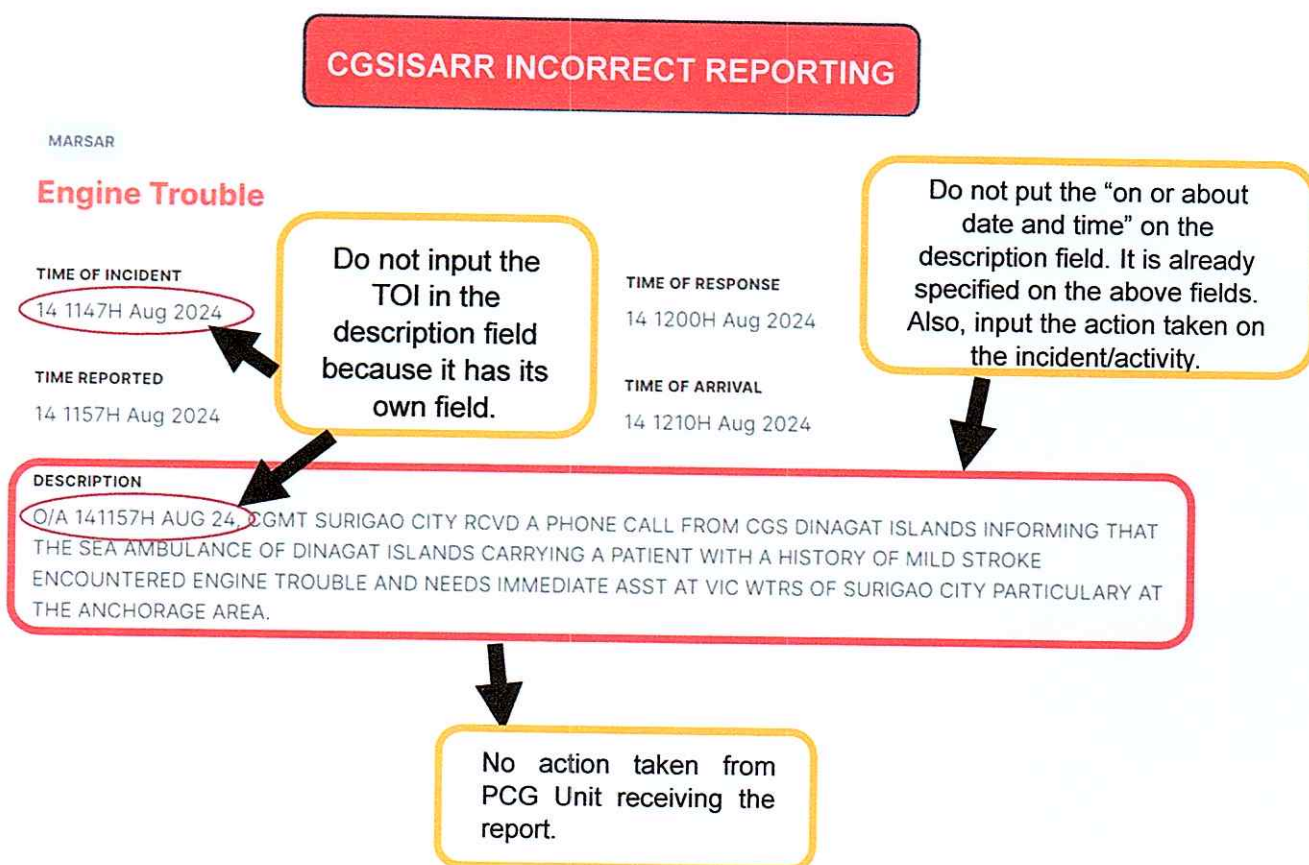 CGSISARR INCORRECT REPORTING
MARSAR
Engine Trouble
TIME OF INCIDENT
14 1147H Aug 2024
TIME REPORTED
14 1157H Aug 2024
Do not input the
TOI in the
description field
because it has its
own field.
TIME OF RESPONSE
14 1200H Aug 2024
TIME OF ARRIVAL
14 1210H Aug 2024
Do not put the “on or about
date and time” on the
description field. It is already
specified on the above fields.
Also, input the action taken on
the incident/activity.
DESCRIPTION
O/A 141157H AUG 24, CGMT SURIGAO CITY RCVD A PHONE CALL FROM CGS DINAGAT ISLANDS INFORMING THAT
THE SEA AMBULANCE OF DINAGAT ISLANDS CARRYING A PATIENT WITH A HISTORY OF MILD STROKE
ENCOUNTERED ENGINE TROUBLE AND NEEDS IMMEDIATE ASST AT VIC WTRS OF SURIGAO CITY PARTICULARY AT
THE ANCHORAGE AREA.
No action taken from
PCG Unit receiving the
report.